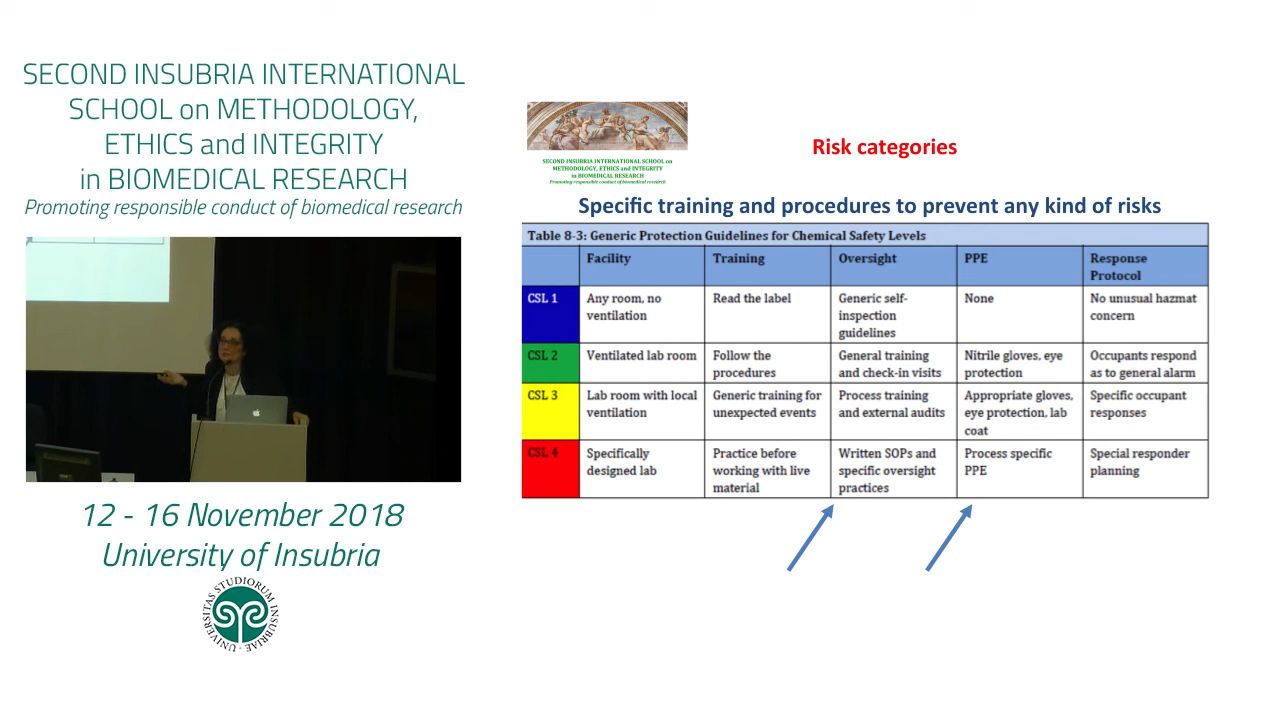 SECOND INSUBRIA INTERNATIONAL
SCHOOL on METHODOLOGY,
ETHICS and INTEGRITY
in BIOMEDICAL RESEARCH
Promoting responsible conduct of biomedical research
12 - 16 November 2018
University of Insubria
UNIVERSITAS STUDIORUM INSUBRIAE
SECOND INSUBRIA INTERNATIONAL SCHOOL on
METHODOLOGY, ETHICS and INTEGRITY
in BIOMEDICAL RESEARCH
Promoting responsible conduct of biomedical research
Risk categories
Specific training and procedures to prevent any kind of risks
Table 8-3: Generic Protection Guidelines for Chemical Safety Levels
Facility Training Oversight PPE Response
Protocol
CSL 1 Any room, no Read the label Generic self- None No unusual hazmat
ventilation inspection concern
guidelines
CSL 2 Ventilated lab room Follow the General training Nitrile gloves, eye Occupants respond
procedures and check-in visits protection as to general alarm
CSL 3 Lab room with local Generic training for Process training Appropriate gloves, Specific occupant
ventilation unexpected events and external audits eye protection, lab responses
coat
CSL 4 Specifically Practice before Written SOPs and Process specific Special responder
designed lab working with live specific oversight PPE planning
material practices